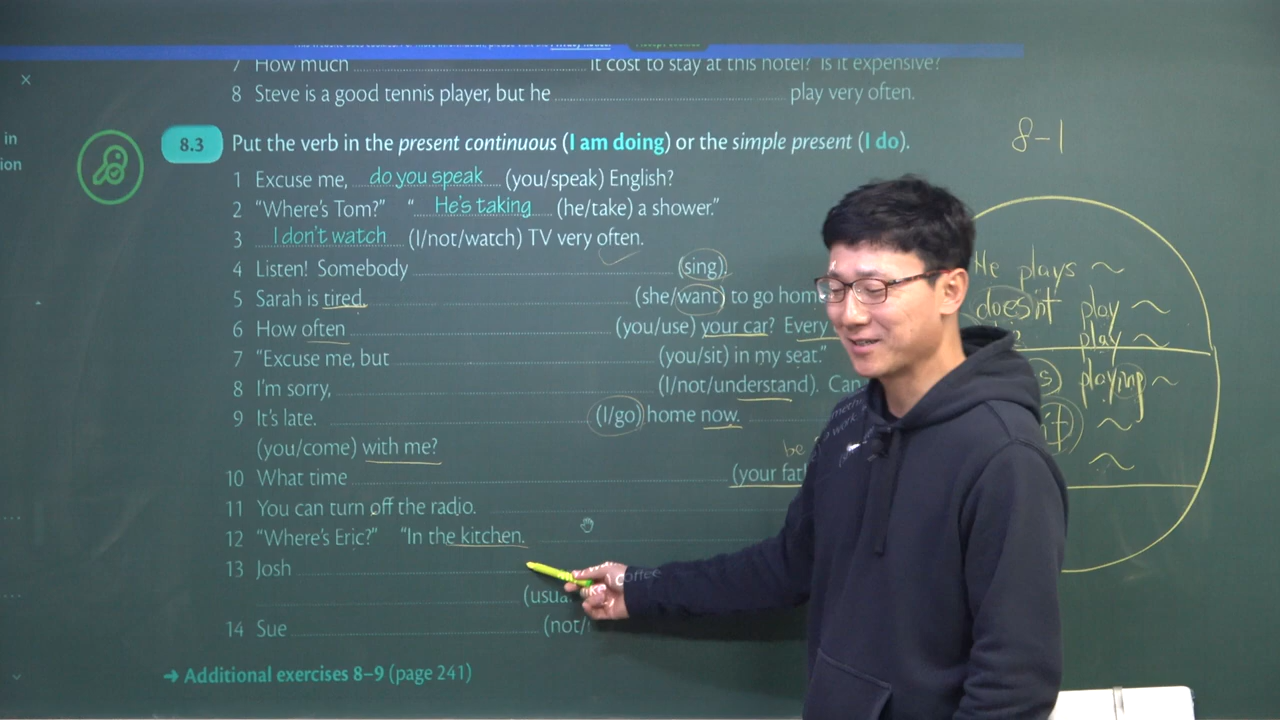 7 How much ........ it cost to stay at this hotel? Is it expensive?
8 Steve is a good tennis player, but he ........ play very often.
in
ion
8.3 Put the verb in the present continuous (I am doing) or the simple present (I do).
1 Excuse me, do you speak (you/speak) English?
2 “Where’s Tom?” “ He’s taking (he/take) a shower.”
3 I don’t watch (I/not/watch) TV very often.
4 Listen! Somebody ........ (sing).
5 Sarah is tired. ........ (she/want) to go hom
6 How often ........ (you/use) your car? Every
7 “Excuse me, but ........ (you/sit) in my seat.”
8 I’m sorry, ........ (I/not/understand). Can
9 It’s late. ........ (I/go) home now. ........
(you/come) with me?
be
10 What time ........ (your fat
11 You can turn off the radio. ........
12 “Where’s Eric?” “In the kitchen. ........
13 Josh ........
coffee
........ (usua
14 Sue ........ (not/
→ Additional exercises 8–9 (page 241)
8-1
He plays ~
doesn't play ~
play ~
s) playing ~